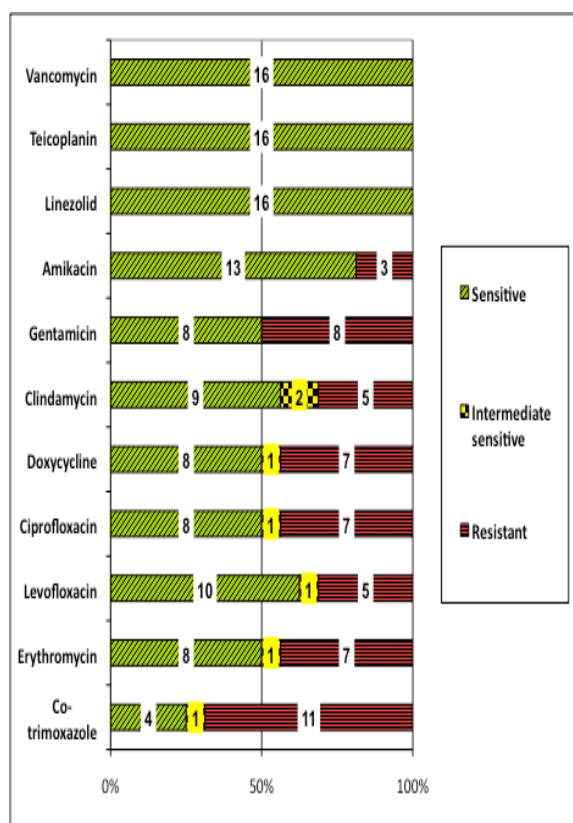 Vancomycin 16
Teicoplanin 16
Linezolid 16
Amikacin 13 3
Gentamicin 8 8
Clindamycin 9 2 5
Doxycycline 8 1 7
Ciprofloxacin 8 1 7
Levofloxacin 10 1 5
Erythromycin 8 1 7
Co-
trimoxazole 4 1 11
0% 50% 100%
Sensitive
Intermediate
sensitive
Resistant